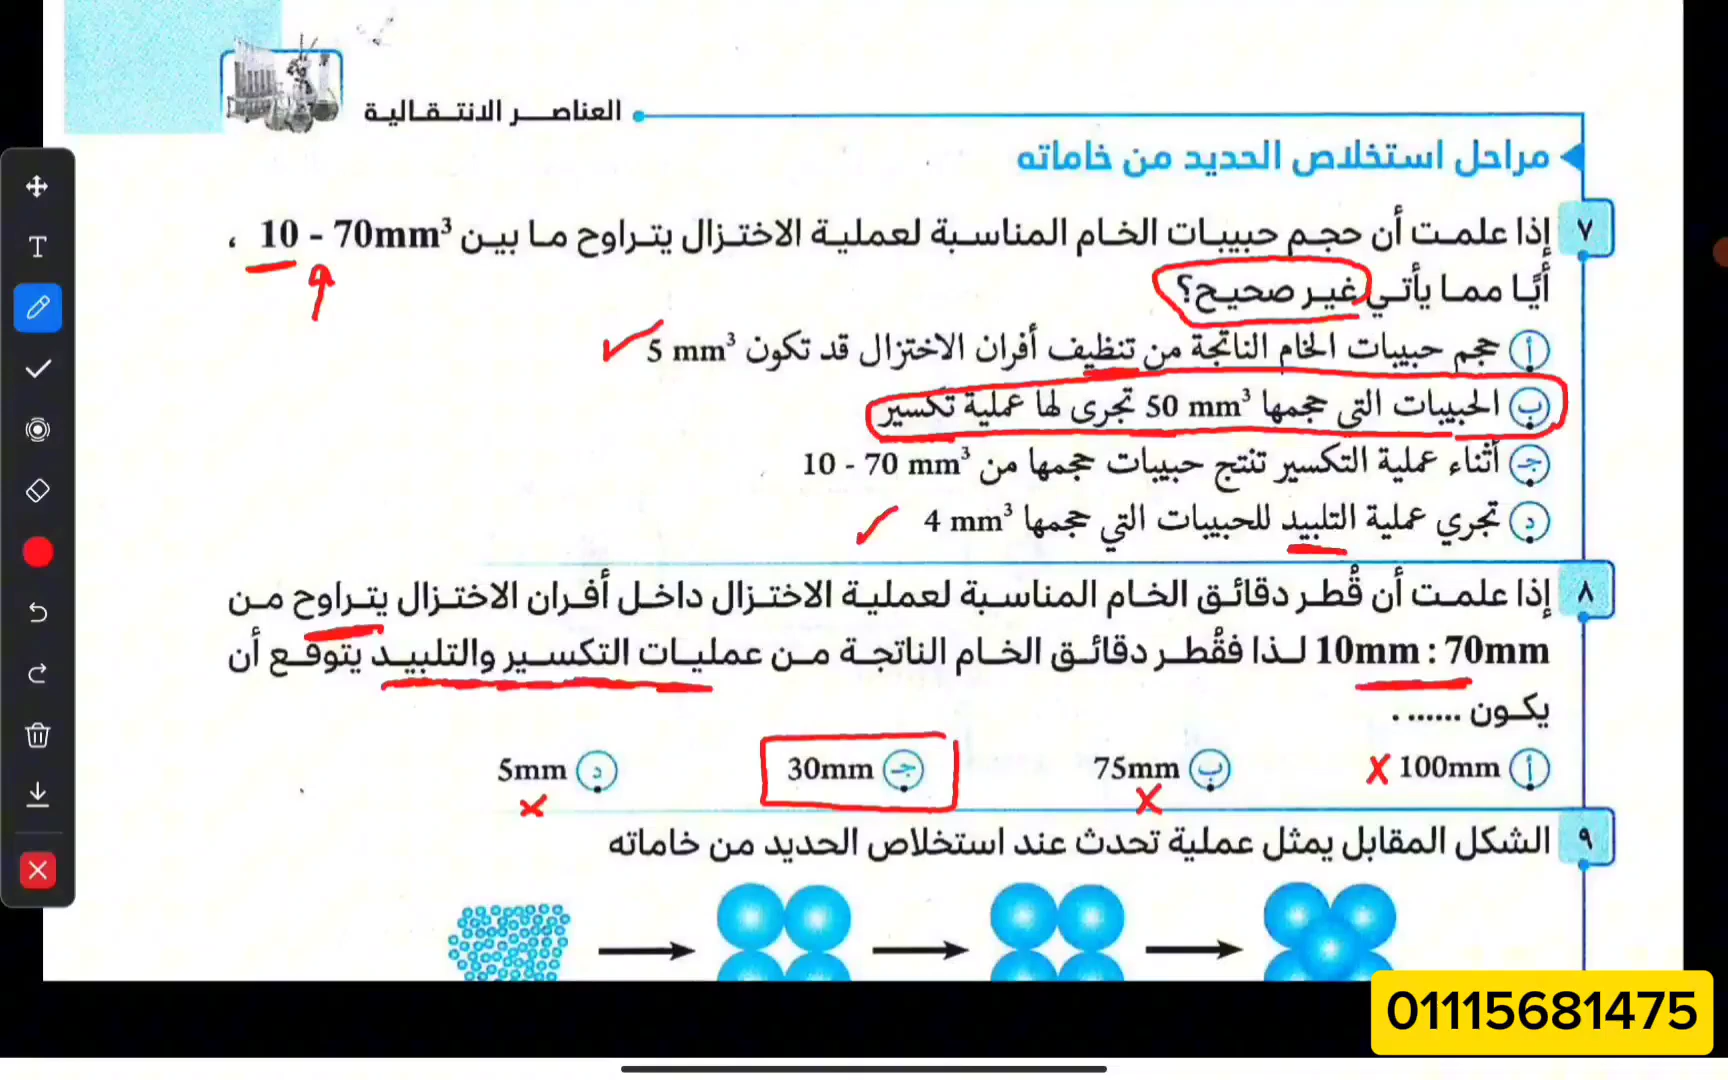 العناصر الانتقالية
مراحل استخلاص الحديد من خاماته
٧ إذا علمت أن حجم حبيبات الخام المناسبة لعملية الاختزال يتراوح ما بين 10 - 70mm³ ،
أيًا مما يأتي غير صحيح؟
أ حجم حبيبات الخام الناتجة من تنظيف أفران الاختزال قد تكون 5 mm³
ب الحبيبات التي حجمها 50 mm³ تجرى لها عملية تكسير
جـ أثناء عملية التكسير تنتج حبيبات حجمها من 10 - 70 mm³
د تجري عملية التلبيد للحبيبات التي حجمها 4 mm³
٨ إذا علمت أن قُطر دقائق الخام المناسبة لعملية الاختزال داخل أفران الاختزال يتراوح من
10mm : 70mm لذا فقُطر دقائق الخام الناتجة من عمليات التكسير والتلبيد يتوقع أن
يكون ...... .
أ 100mm ب 75mm جـ 30mm د 5mm
٩ الشكل المقابل يمثل عملية تحدث عند استخلاص الحديد من خاماته
01115681475
T